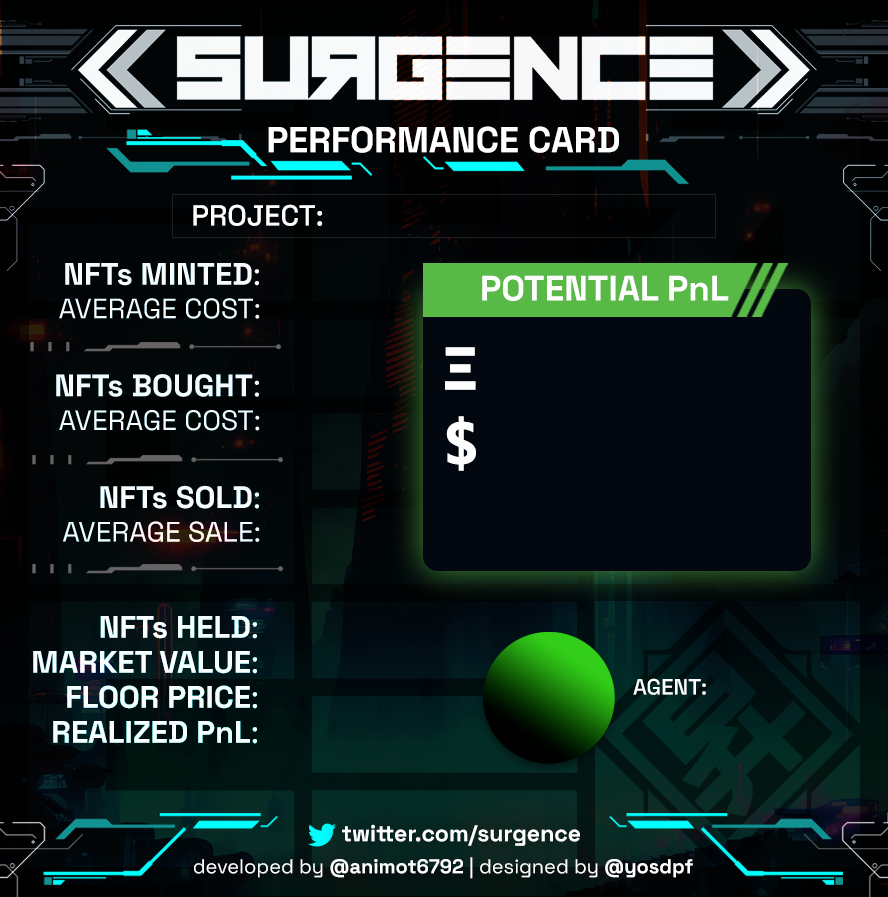 SURGENCE
PERFORMANCE CARD
PROJECT:
NFTs MINTED:
AVERAGE COST:
NFTs BOUGHT:
AVERAGE COST:
NFTs SOLD:
AVERAGE SALE:
POTENTIAL PnL
Ξ
$
NFTs HELD:
MARKET VALUE:
FLOOR PRICE:
REALIZED PnL:
AGENT:
twitter.com/surgence
developed by @animot6792 | designed by @yosdpf